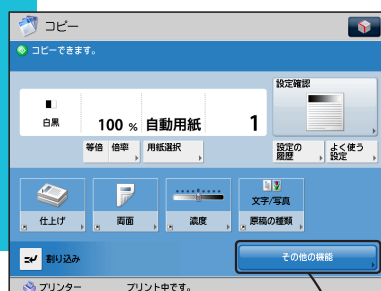 コピー
コピーできます。
設定確認
白黒
100 %
自動用紙
1
等倍
倍率
用紙選択
設定の
履歴
よく使う
設定
仕上げ
両面
濃度
文字/写真
原稿の種類
割り込み
その他の機能
プリンター
プリント中です。